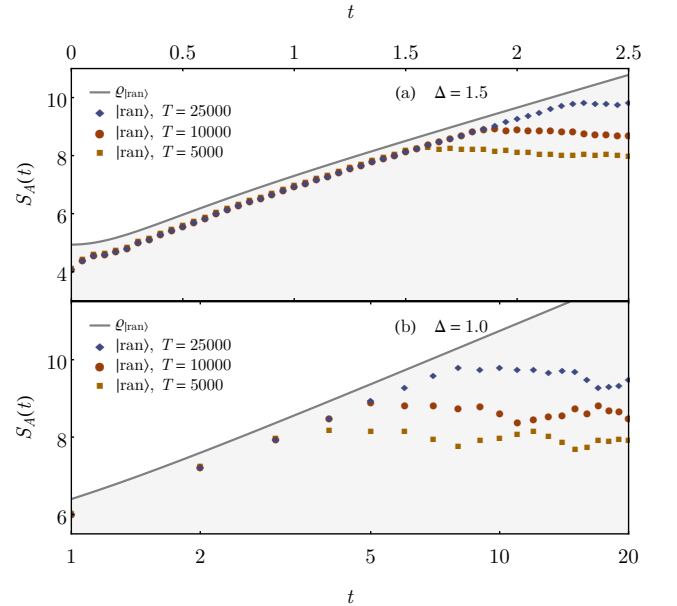 t
0 0.5 1 1.5 2 2.5
10
8
6
4
S_A(t)
ϱ_|ran⟩
|ran⟩, T = 25000
|ran⟩, T = 10000
|ran⟩, T = 5000
(a) Δ = 1.5
10
8
6
S_A(t)
ϱ_|ran⟩
|ran⟩, T = 25000
|ran⟩, T = 10000
|ran⟩, T = 5000
(b) Δ = 1.0
1 2 5 10 20
t